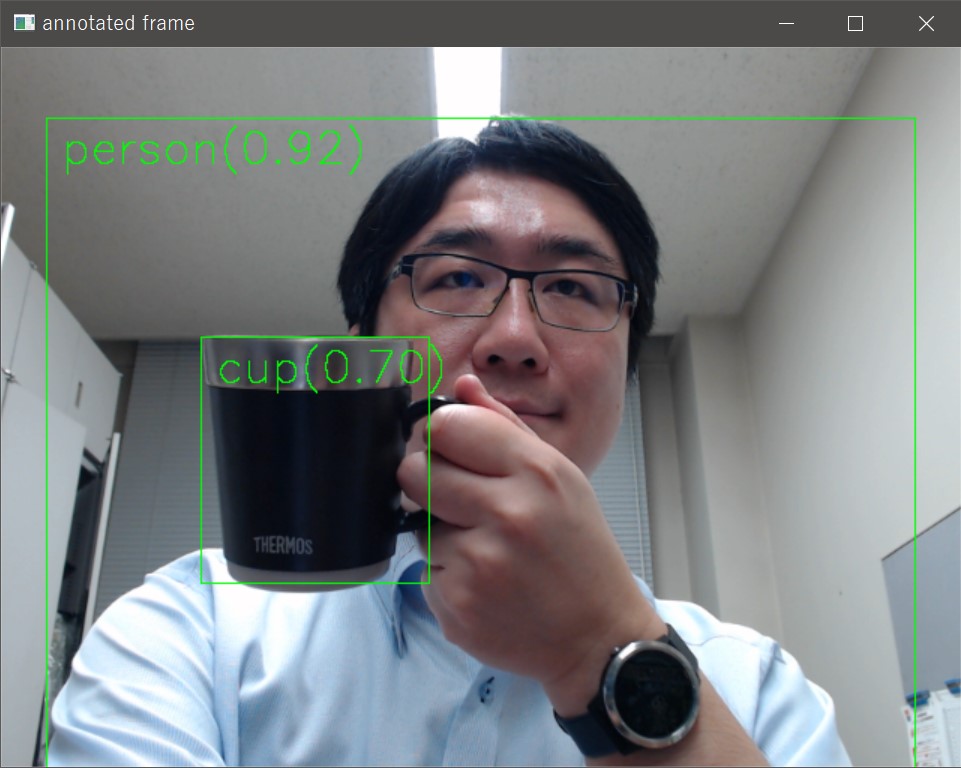 annotated frame
person(0.92)
cup(0.70)
THERMOS